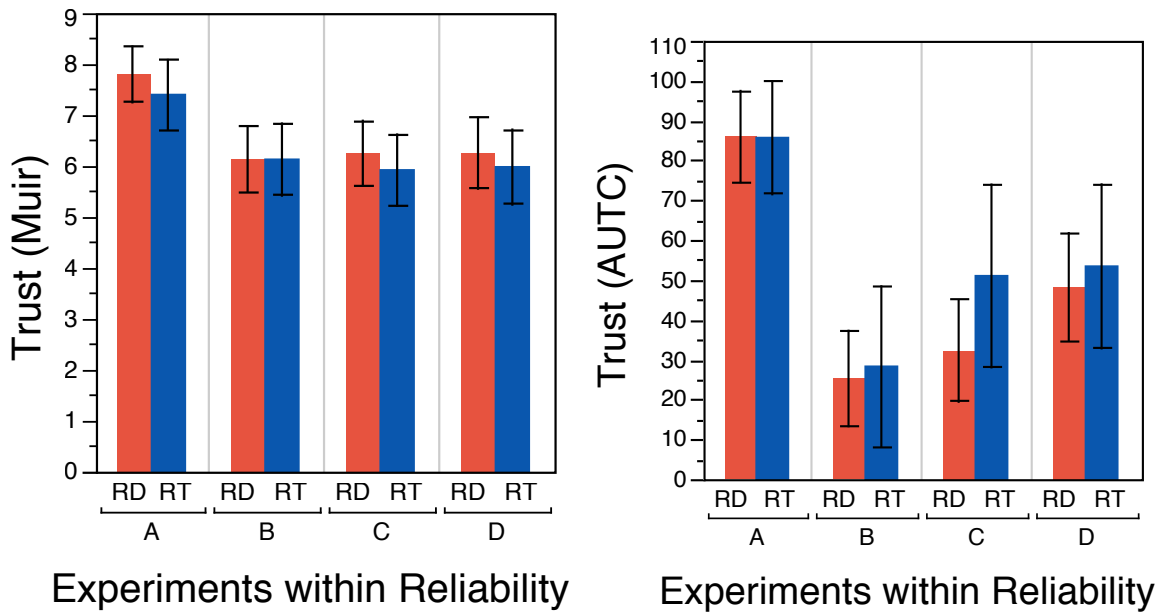 Trust (Muir)
9
8
7
6
5
4
3
2
1
0
RD RT RD RT RD RT RD RT
A B C D
Experiments within Reliability
Trust (AUTC)
110
100
90
80
70
60
50
40
30
20
10
0
RD RT RD RT RD RT RD RT
A B C D
Experiments within Reliability